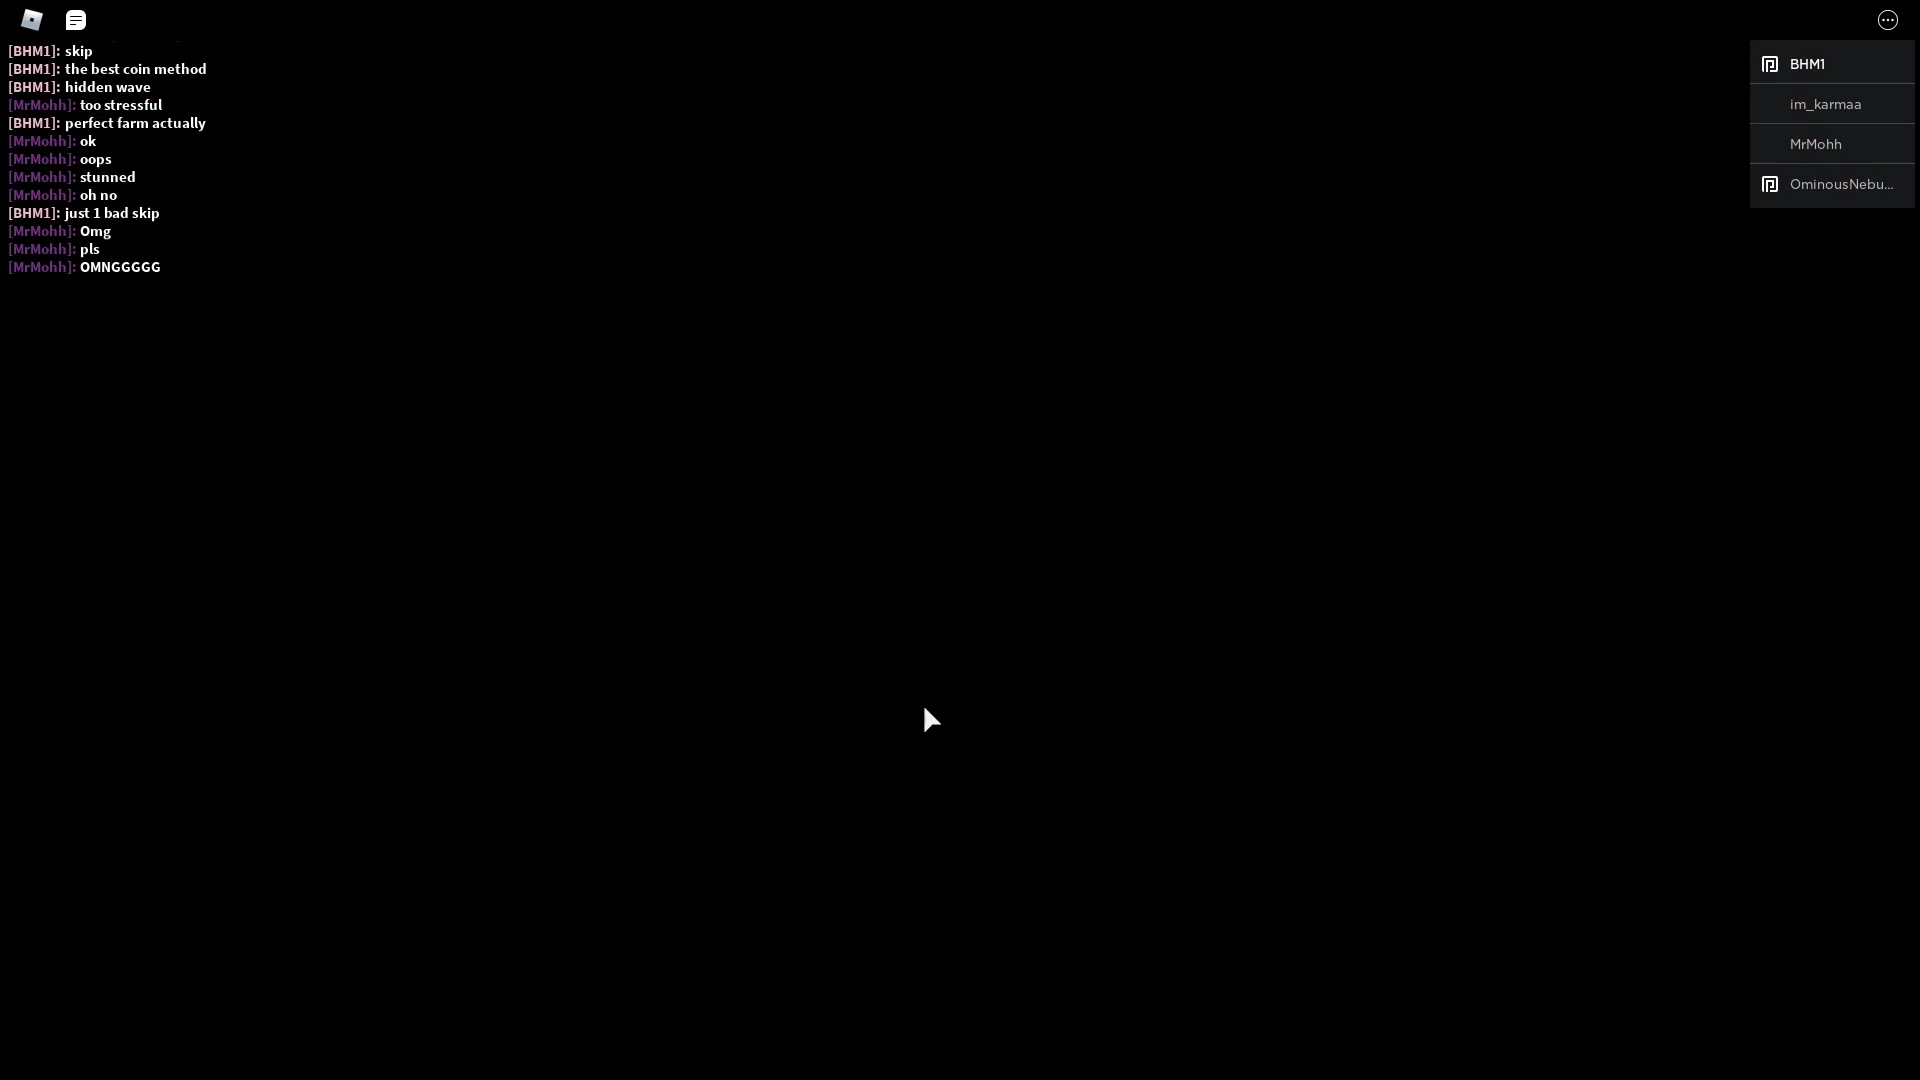 [BHM1]: skip
[BHM1]: the best coin method
[BHM1]: hidden wave
[MrMohh]: too stressful
[BHM1]: perfect farm actually
[MrMohh]: ok
[MrMohh]: oops
[MrMohh]: stunned
[MrMohh]: oh no
[BHM1]: just 1 bad skip
[MrMohh]: Omg
[MrMohh]: pls
[MrMohh]: OMNGGGGG
BHM1
im_karmaa
MrMohh
OminousNebu...